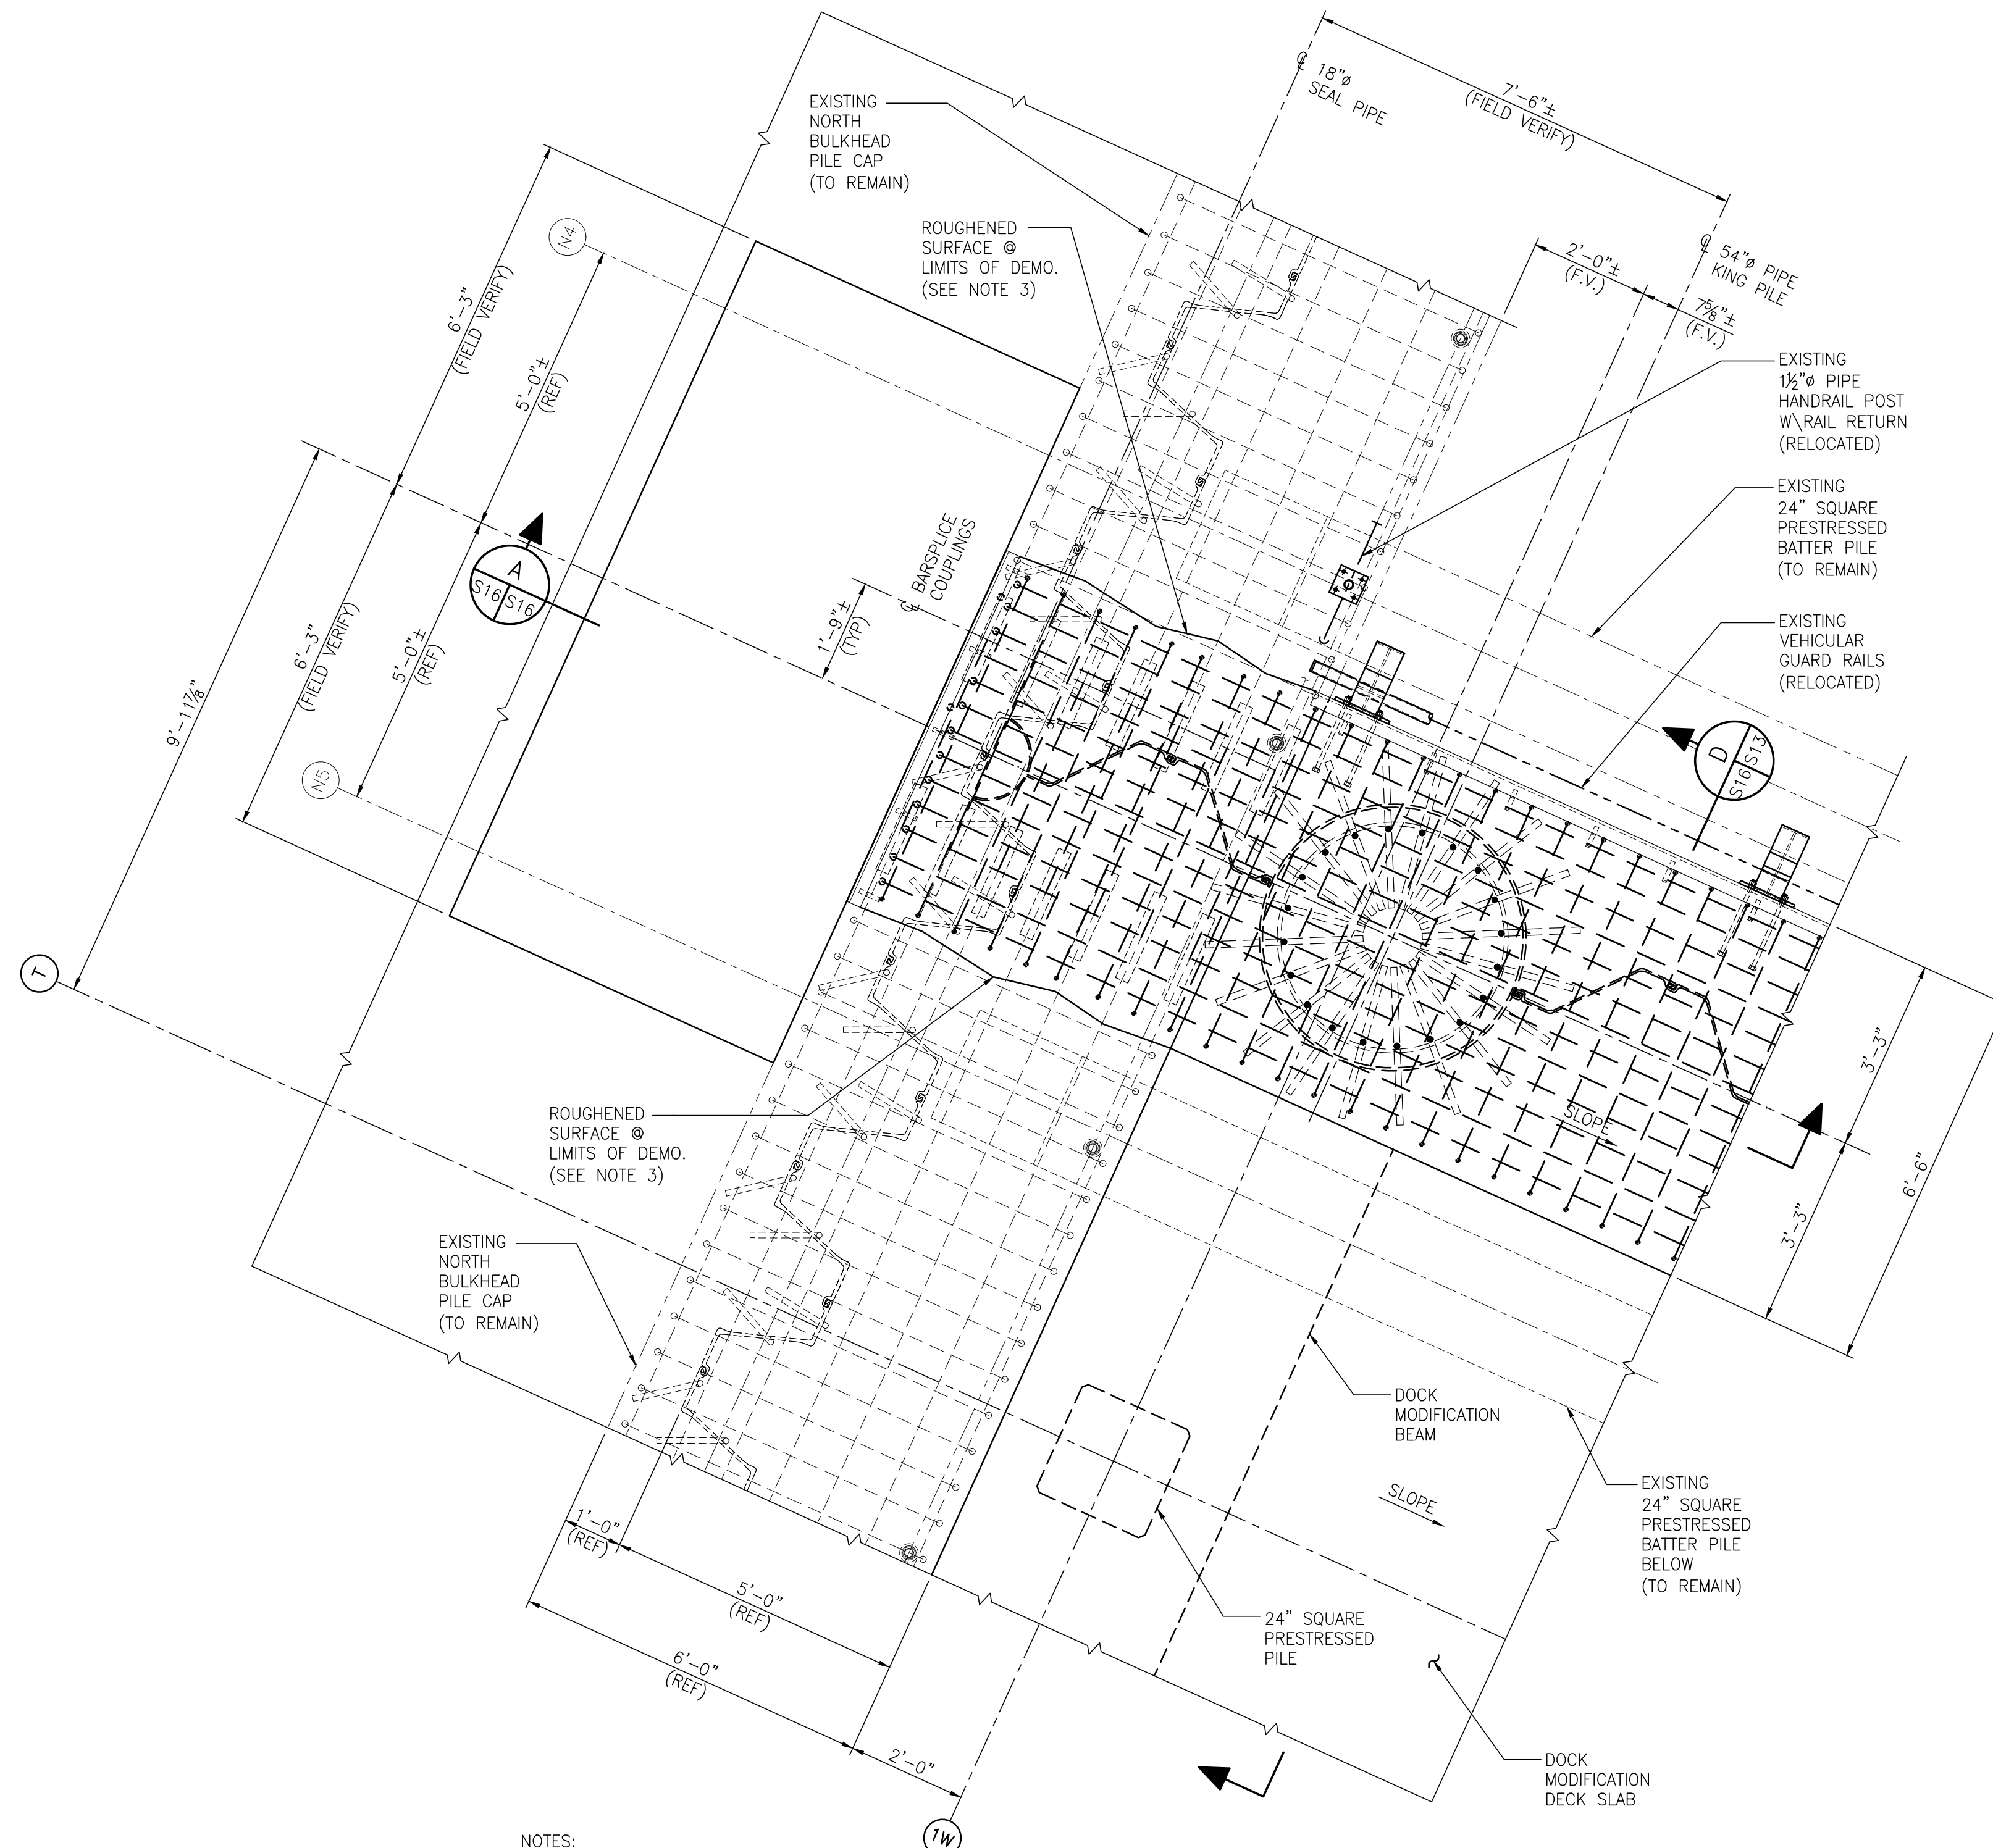 ℄ 18"ø
SEAL PIPE
7'-6"±
(FIELD VERIFY)
EXISTING
NORTH
BULKHEAD
PILE CAP
(TO REMAIN)
ROUGHENED
SURFACE @
LIMITS OF DEMO.
(SEE NOTE 3)
2'-0"±
(F.V.)
℄ 54"ø PIPE
KING PILE
7⅝"±
(F.V.)
N4
6'-3"
(FIELD VERIFY)
5'-0"±
(REF)
EXISTING
1½"ø PIPE
HANDRAIL POST
W\RAIL RETURN
(RELOCATED)
EXISTING
24" SQUARE
PRESTRESSED
BATTER PILE
(TO REMAIN)
EXISTING
VEHICULAR
GUARD RAILS
(RELOCATED)
℄ BARSPLICE
COUPLINGS
A
S16 S16
1'-9"±
(TYP)
6'-3"
(FIELD VERIFY)
5'-0"±
(REF)
9'-11⅞"
N5
D
S16 S13
T
SLOPE
3'-3"
3'-3"
6'-6"
ROUGHENED
SURFACE @
LIMITS OF DEMO.
(SEE NOTE 3)
EXISTING
NORTH
BULKHEAD
PILE CAP
(TO REMAIN)
DOCK
MODIFICATION
BEAM
SLOPE
EXISTING
24" SQUARE
PRESTRESSED
BATTER PILE
BELOW
(TO REMAIN)
1'-0"
(REF)
5'-0"
(REF)
6'-0"
(REF)
2'-0"
24" SQUARE
PRESTRESSED
PILE
DOCK
MODIFICATION
DECK SLAB
1W
NOTES: